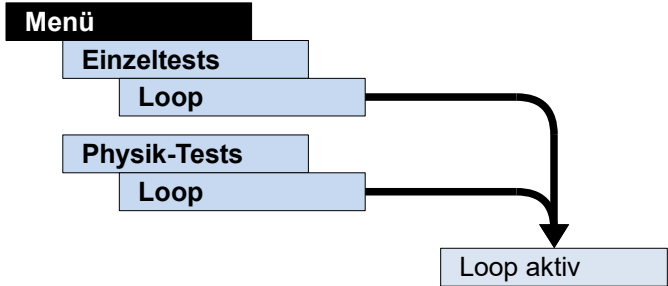 Menü
Einzeltests
Loop
Physik-Tests
Loop
Loop aktiv